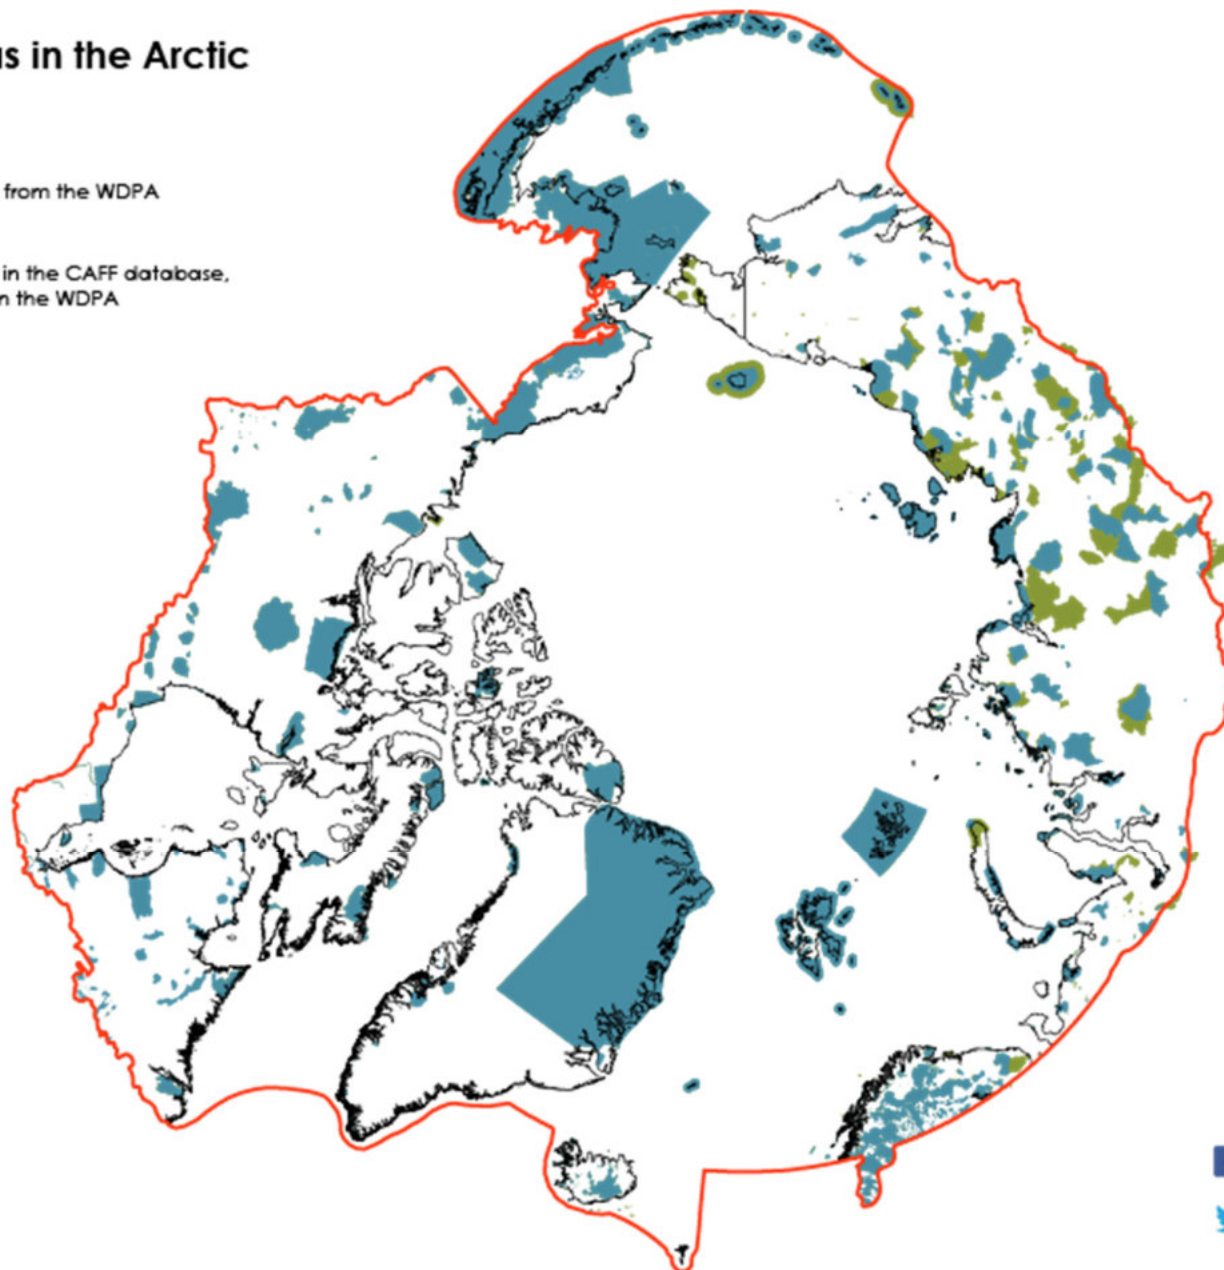 s in the Arctic
from the WDPA
in the CAFF database,
n the WDPA